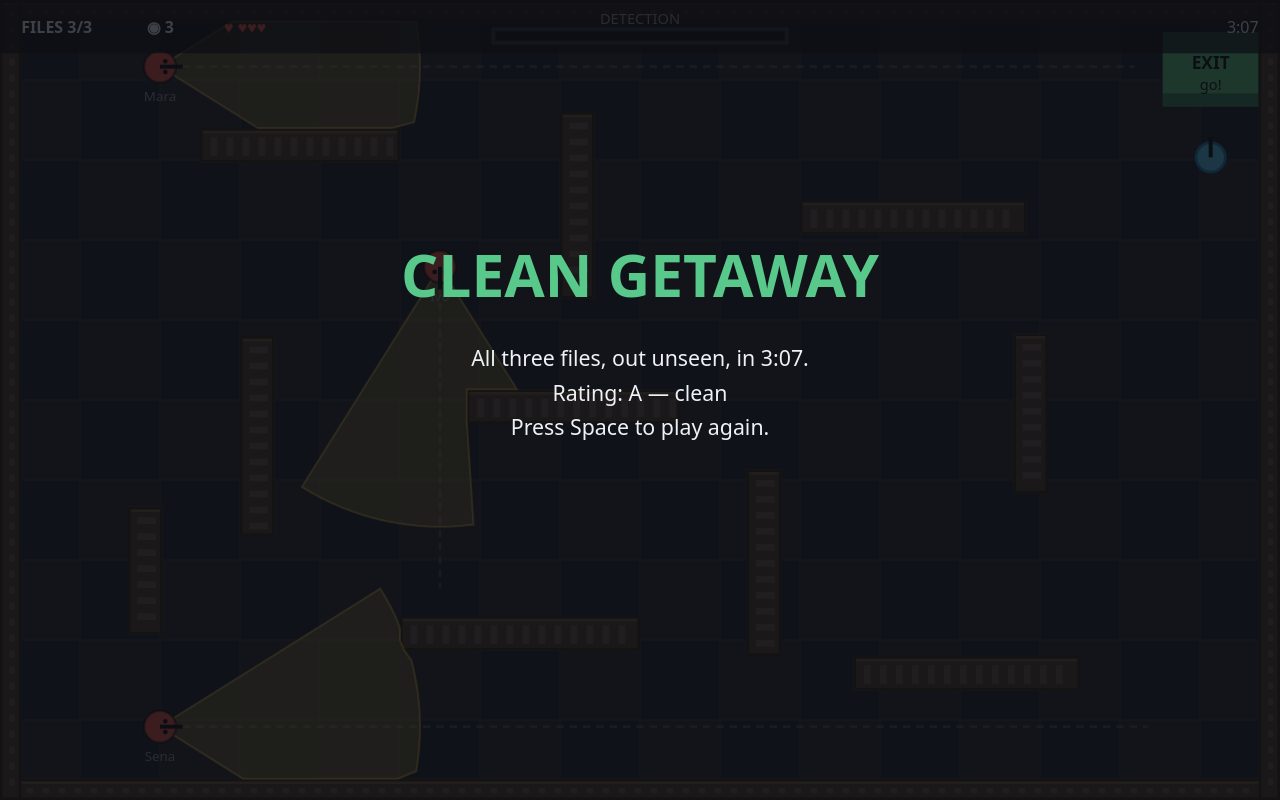 FILES 3/3
◉ 3
♥ ♥♥♥
DETECTION
3:07
EXIT
go!
Mara
CLEAN GETAWAY
All three files, out unseen, in 3:07.
Rating: A — clean
Press Space to play again.
Sena